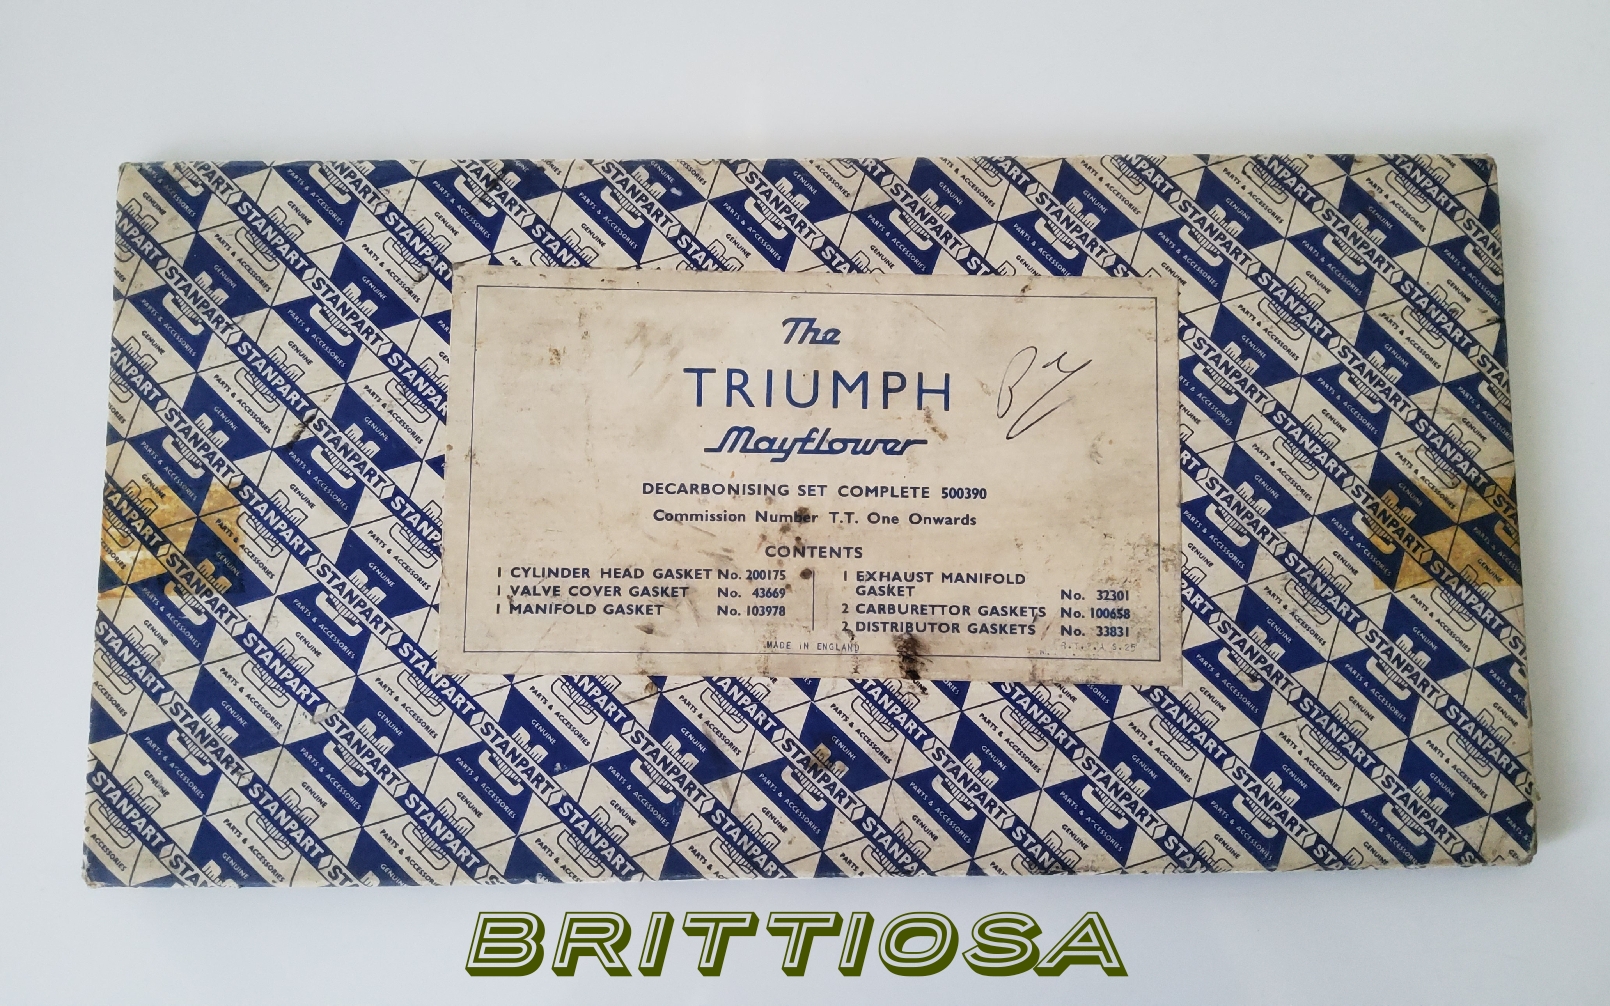 The
TRIUMPH
Mayflower
DECARBONISING SET COMPLETE 500390
Commission Number T.T. One Onwards
CONTENTS
1 CYLINDER HEAD GASKET No. 200175
1 VALVE COVER GASKET No. 43669
1 MANIFOLD GASKET No. 103978
1 EXHAUST MANIFOLD
GASKET No. 32301
2 CARBURETTOR GASKETS No. 100658
2 DISTRIBUTOR GASKETS No. 33831
MADE IN ENGLAND
STANPART
GENUINE
PARTS & ACCESSORIES
BRITTIOSA